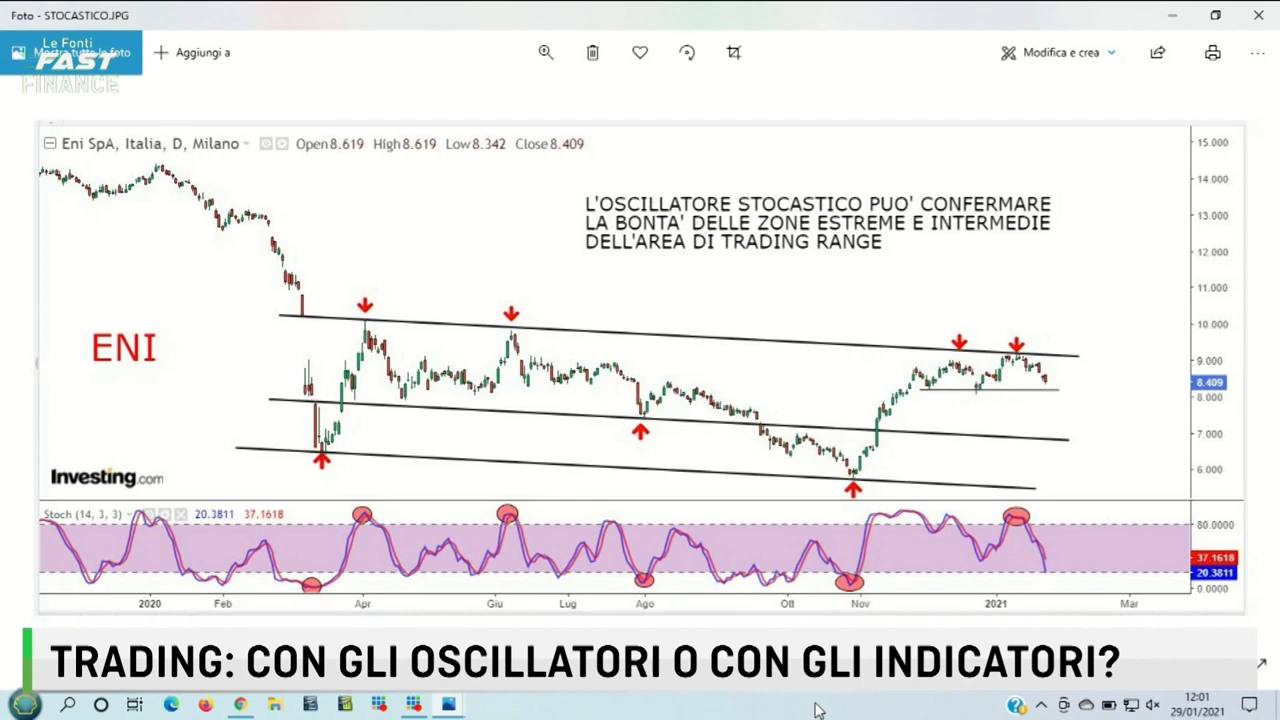 Foto - STOCASTICO.JPG
Le Fonti
FAST
FINANCE
Aggiungi a
Modifica e crea
Eni SpA, Italia, D, Milano
Open 8.619 High 8.619 Low 8.342 Close 8.409
L'OSCILLATORE STOCASTICO PUO' CONFERMARE
LA BONTA' DELLE ZONE ESTREME E INTERMEDIE
DELL'AREA DI TRADING RANGE
ENI
Investing.com
15.000
14.000
13.000
12.000
11.000
10.000
9.000
8.409
8.000
7.000
6.000
Stoch (14, 3, 3) 20.3811 37.1618
80.0000
37.1618
20.3811
0.0000
2020 Feb Apr Giu Lug Ago Ott Nov 2021 Mar
TRADING: CON GLI OSCILLATORI O CON GLI INDICATORI?
12:01
29/01/2021